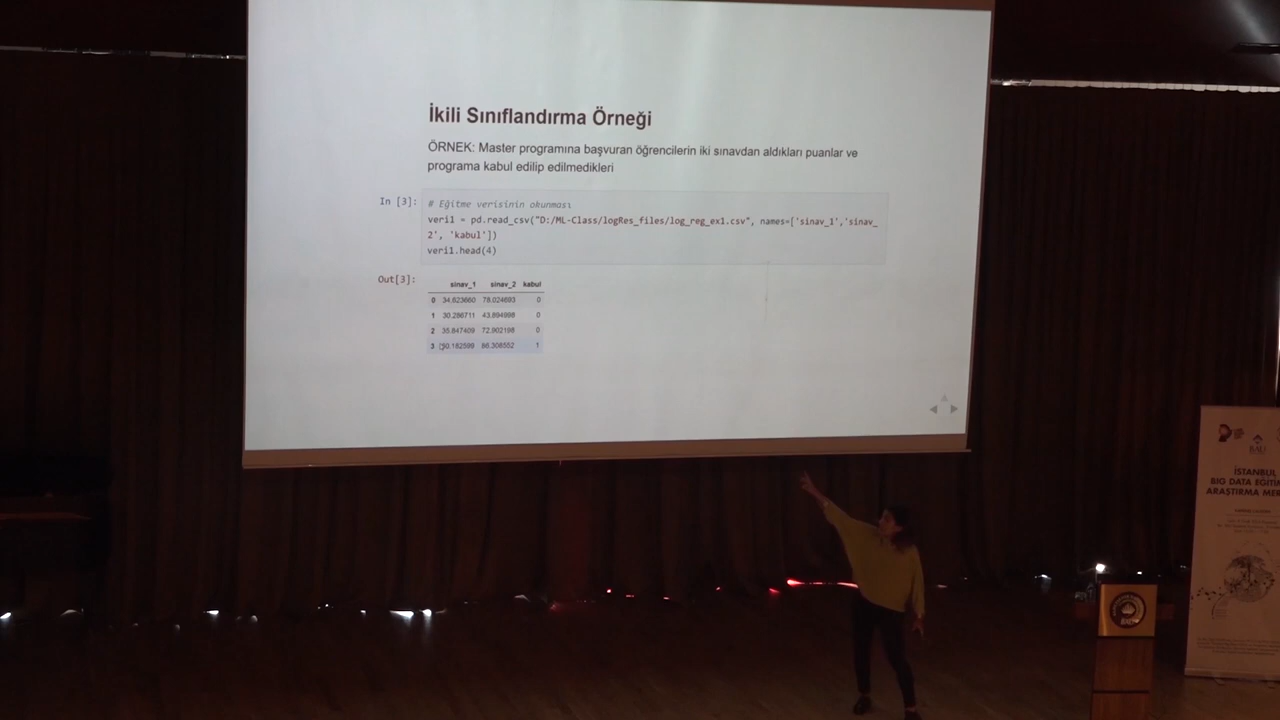 İkili Sınıflandırma Örneği
ÖRNEK: Master programına başvuran öğrencilerin iki sınavdan aldıkları puanlar ve
programa kabul edilip edilmedikleri
In [3]:
# Eğitme verisinin okunması
veri1 = pd.read_csv("D:/ML-Class/logRes_files/log_reg_ex1.csv", names=['sinav_1','sinav_
2', 'kabul'])
veri1.head(4)
Out[3]:
sinav_1 sinav_2 kabul
0 34.623660 78.024693 0
1 30.286711 43.894998 0
2 35.847409 72.902198 0
3 60.182599 86.308552 1
BAU
İSTANBUL
BIG DATA EĞİTİM
ARAŞTIRMA MER
BAU